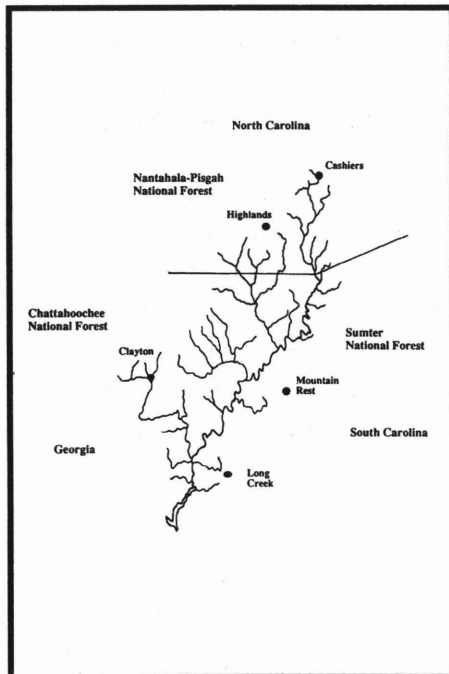 North Carolina
Cashiers
Nantahala-Pisgah
National Forest
Highlands
Chattahoochee
National Forest
Sumter
National Forest
Clayton
Mountain
Rest
South Carolina
Georgia
Long
Creek